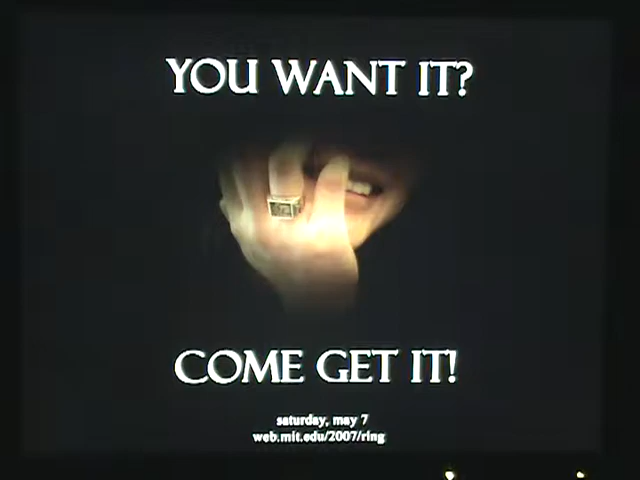 YOU WANT IT?
COME GET IT!
saturday, may 7
web.mit.edu/2007/ring